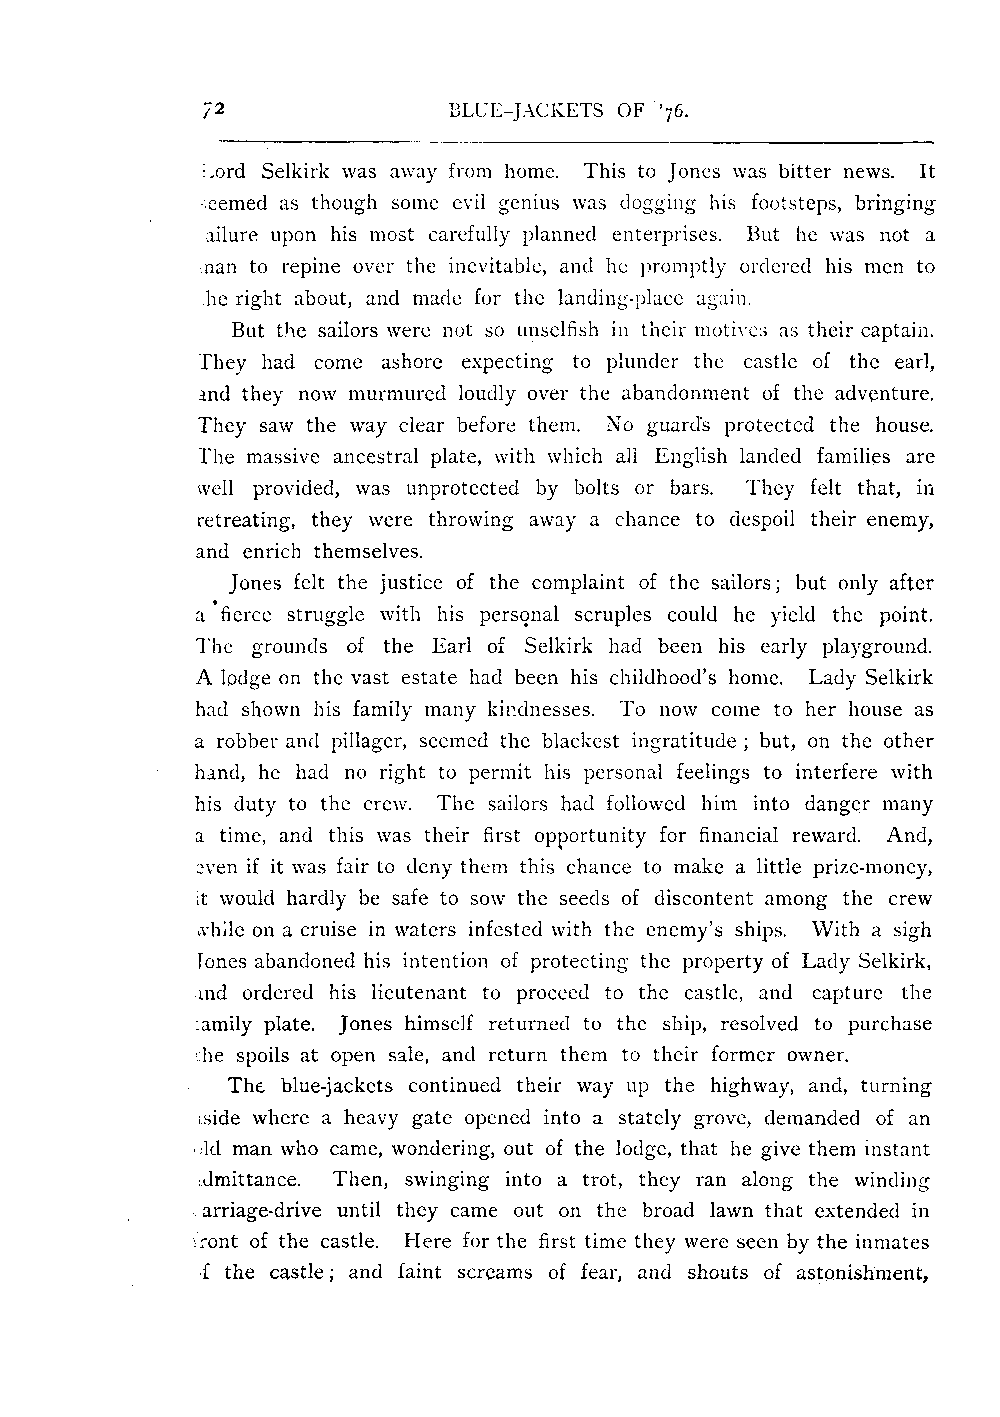 72 BLUE-JACKETS OF '76.
Lord Selkirk was away from home. This to Jones was bitter news. It
seemed as though some evil genius was dogging his footsteps, bringing
failure upon his most carefully planned enterprises. But he was not a
man to repine over the inevitable, and he promptly ordered his men to
the right about, and made for the landing-place again.
But the sailors were not so unselfish in their motives as their captain.
They had come ashore expecting to plunder the castle of the earl,
and they now murmured loudly over the abandonment of the adventure.
They saw the way clear before them. No guards protected the house.
The massive ancestral plate, with which all English landed families are
well provided, was unprotected by bolts or bars. They felt that, in
retreating, they were throwing away a chance to despoil their enemy,
and enrich themselves.
Jones felt the justice of the complaint of the sailors; but only after
a fierce struggle with his personal scruples could he yield the point.
The grounds of the Earl of Selkirk had been his early playground.
A lodge on the vast estate had been his childhood's home. Lady Selkirk
had shown his family many kindnesses. To now come to her house as
a robber and pillager, seemed the blackest ingratitude; but, on the other
hand, he had no right to permit his personal feelings to interfere with
his duty to the crew. The sailors had followed him into danger many
a time, and this was their first opportunity for financial reward. And,
even if it was fair to deny them this chance to make a little prize-money,
it would hardly be safe to sow the seeds of discontent among the crew
while on a cruise in waters infested with the enemy's ships. With a sigh
Jones abandoned his intention of protecting the property of Lady Selkirk,
and ordered his lieutenant to proceed to the castle, and capture the
family plate. Jones himself returned to the ship, resolved to purchase
the spoils at open sale, and return them to their former owner.
The blue-jackets continued their way up the highway, and, turning
aside where a heavy gate opened into a stately grove, demanded of an
old man who came, wondering, out of the lodge, that he give them instant
admittance. Then, swinging into a trot, they ran along the winding
carriage-drive until they came out on the broad lawn that extended in
front of the castle. Here for the first time they were seen by the inmates
of the castle; and faint screams of fear, and shouts of astonishment,